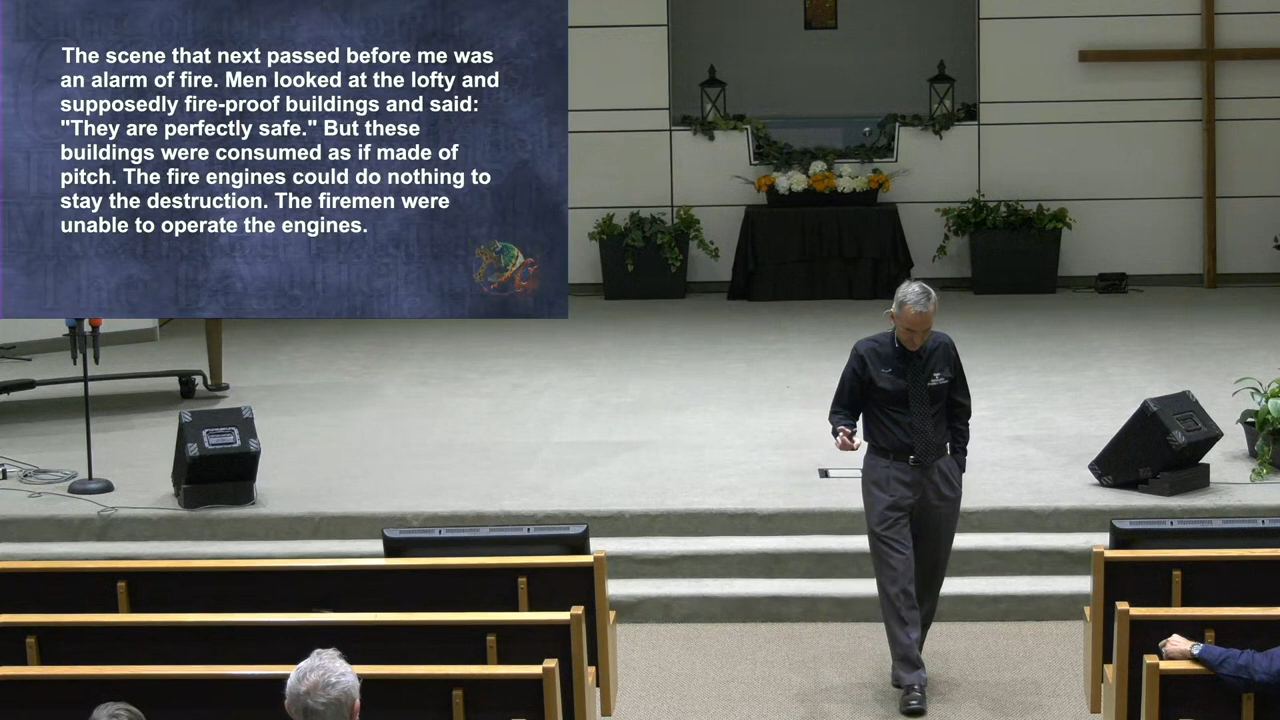 The scene that next passed before me was
an alarm of fire. Men looked at the lofty and
supposedly fire-proof buildings and said:
"They are perfectly safe." But these
buildings were consumed as if made of
pitch. The fire engines could do nothing to
stay the destruction. The firemen were
unable to operate the engines.